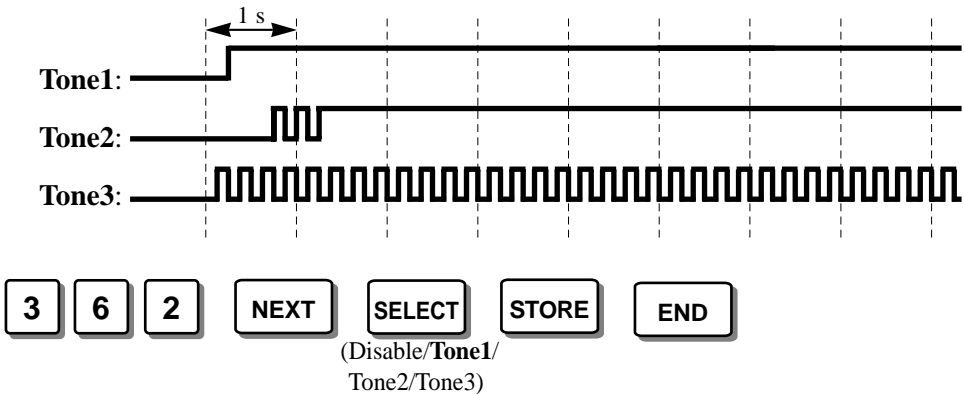 1 s
Tone1:
Tone2:
Tone3:
3 6 2 NEXT SELECT STORE END
(Disable/Tone1/
Tone2/Tone3)